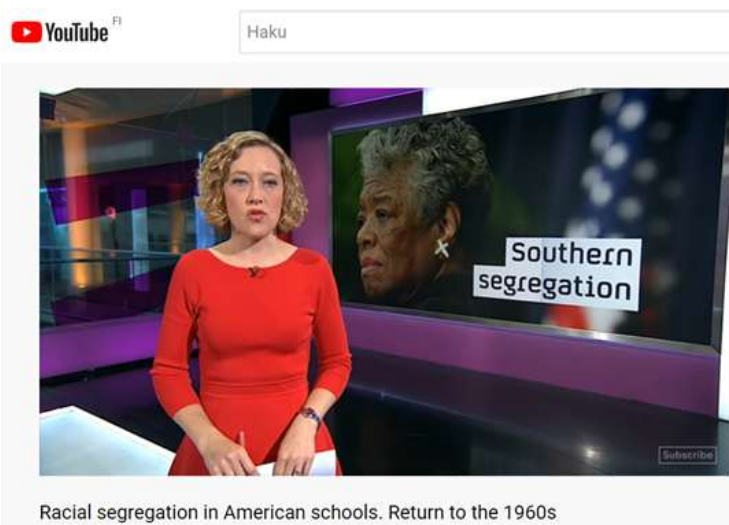 YouTube FI
Haku
Southern
segregation
Subscribe
Racial segregation in American schools. Return to the 1960s